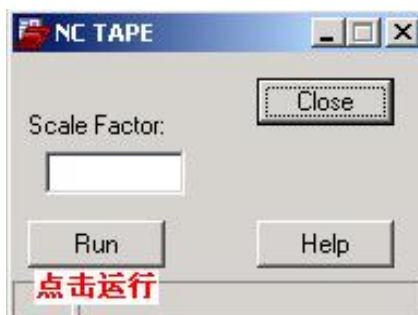 NC TAPE
Close
Scale Factor:
Run
Help
点击运行